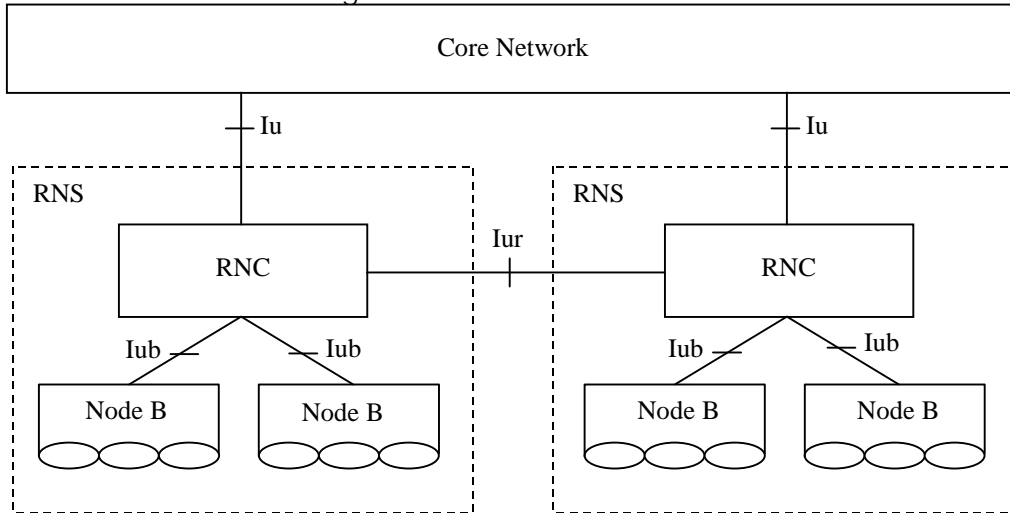 Core Network
Iu
Iu
RNS
RNS
RNC
Iur
RNC
Iub
Iub
Iub
Iub
Node B
Node B
Node B
Node B